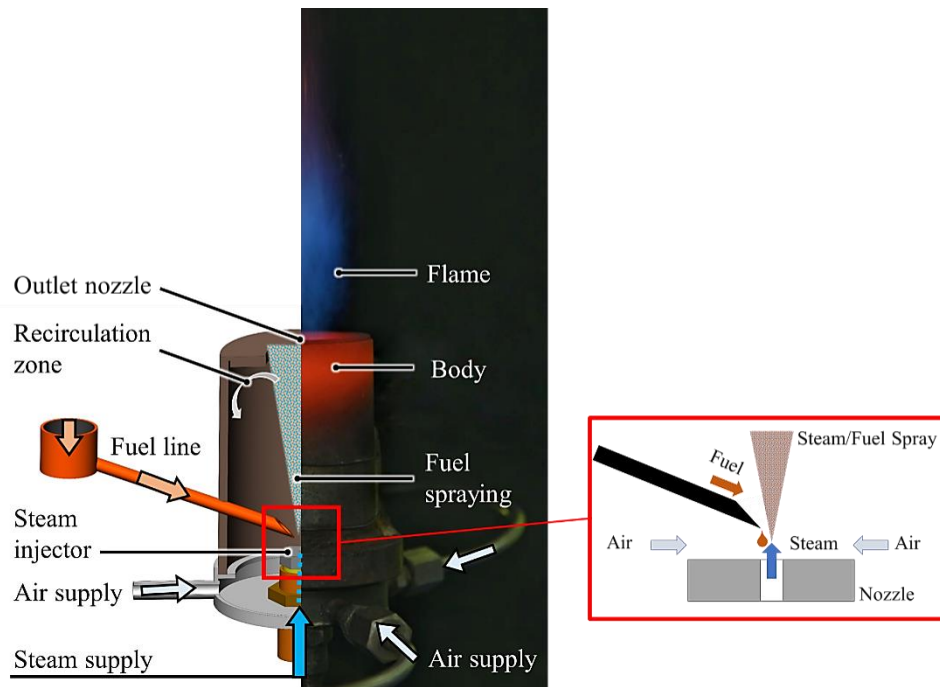 Outlet nozzle
Recirculation
zone
Fuel line
Steam
injector
Air supply
Steam supply
Flame
Body
Fuel
spraying
Air supply
Steam/Fuel Spray
Fuel
Air
Steam
Air
Nozzle